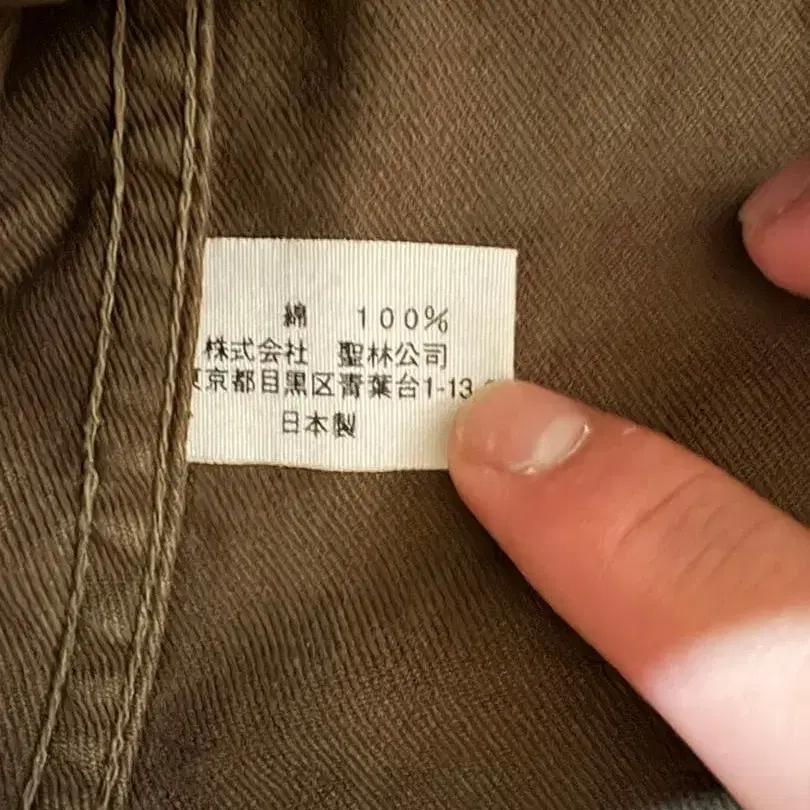 綿 100%
株式会社 聖林公司
東京都目黒区青葉台1-13
日本製